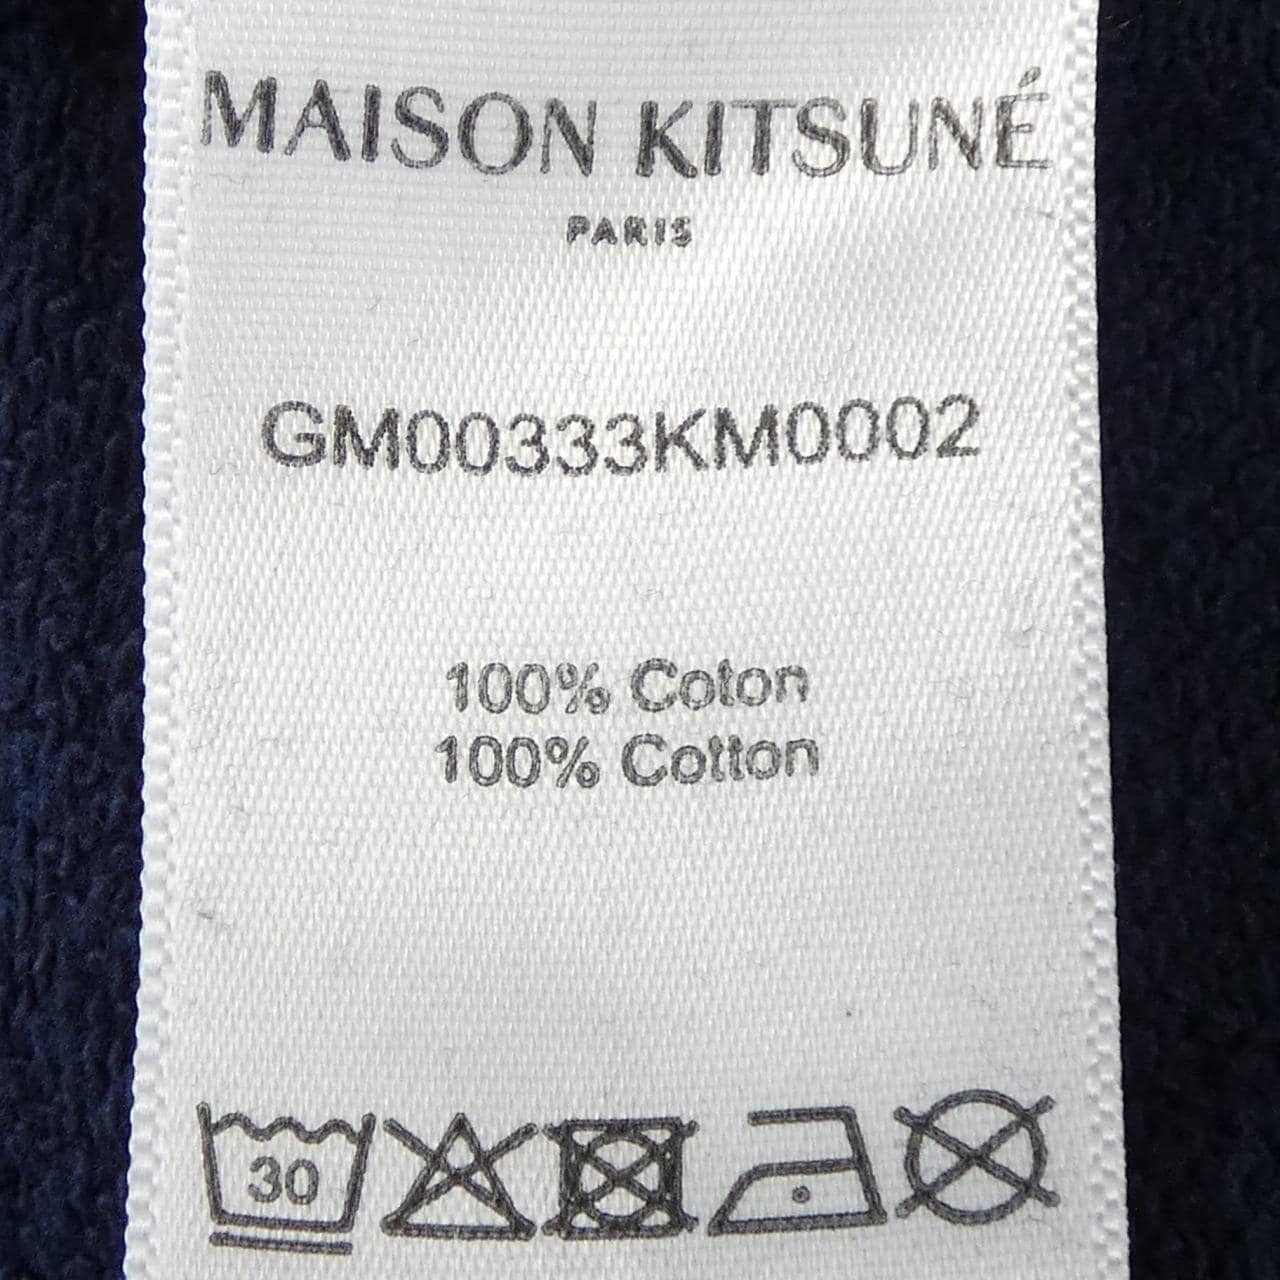 MAISON KITSUNÉ
PARIS
GM00333KM0002
100% Coton
100% Cotton
30